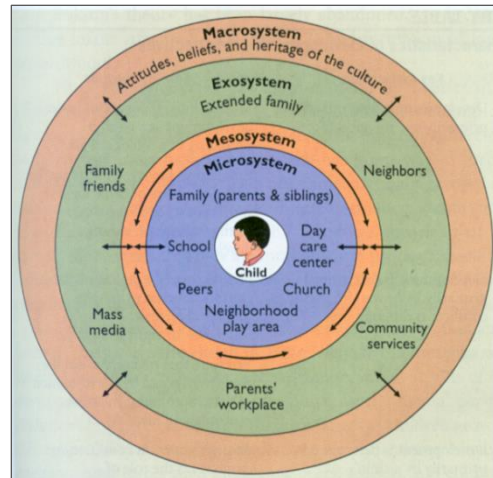 Macrosystem
Attitudes, beliefs, and heritage of the culture
Exosystem
Extended family
Mesosystem
Microsystem
Family
friends
Neighbors
Family (parents & siblings)
School
Day
care
center
Child
Peers
Church
Neighborhood
play area
Mass
media
Community
services
Parents'
workplace